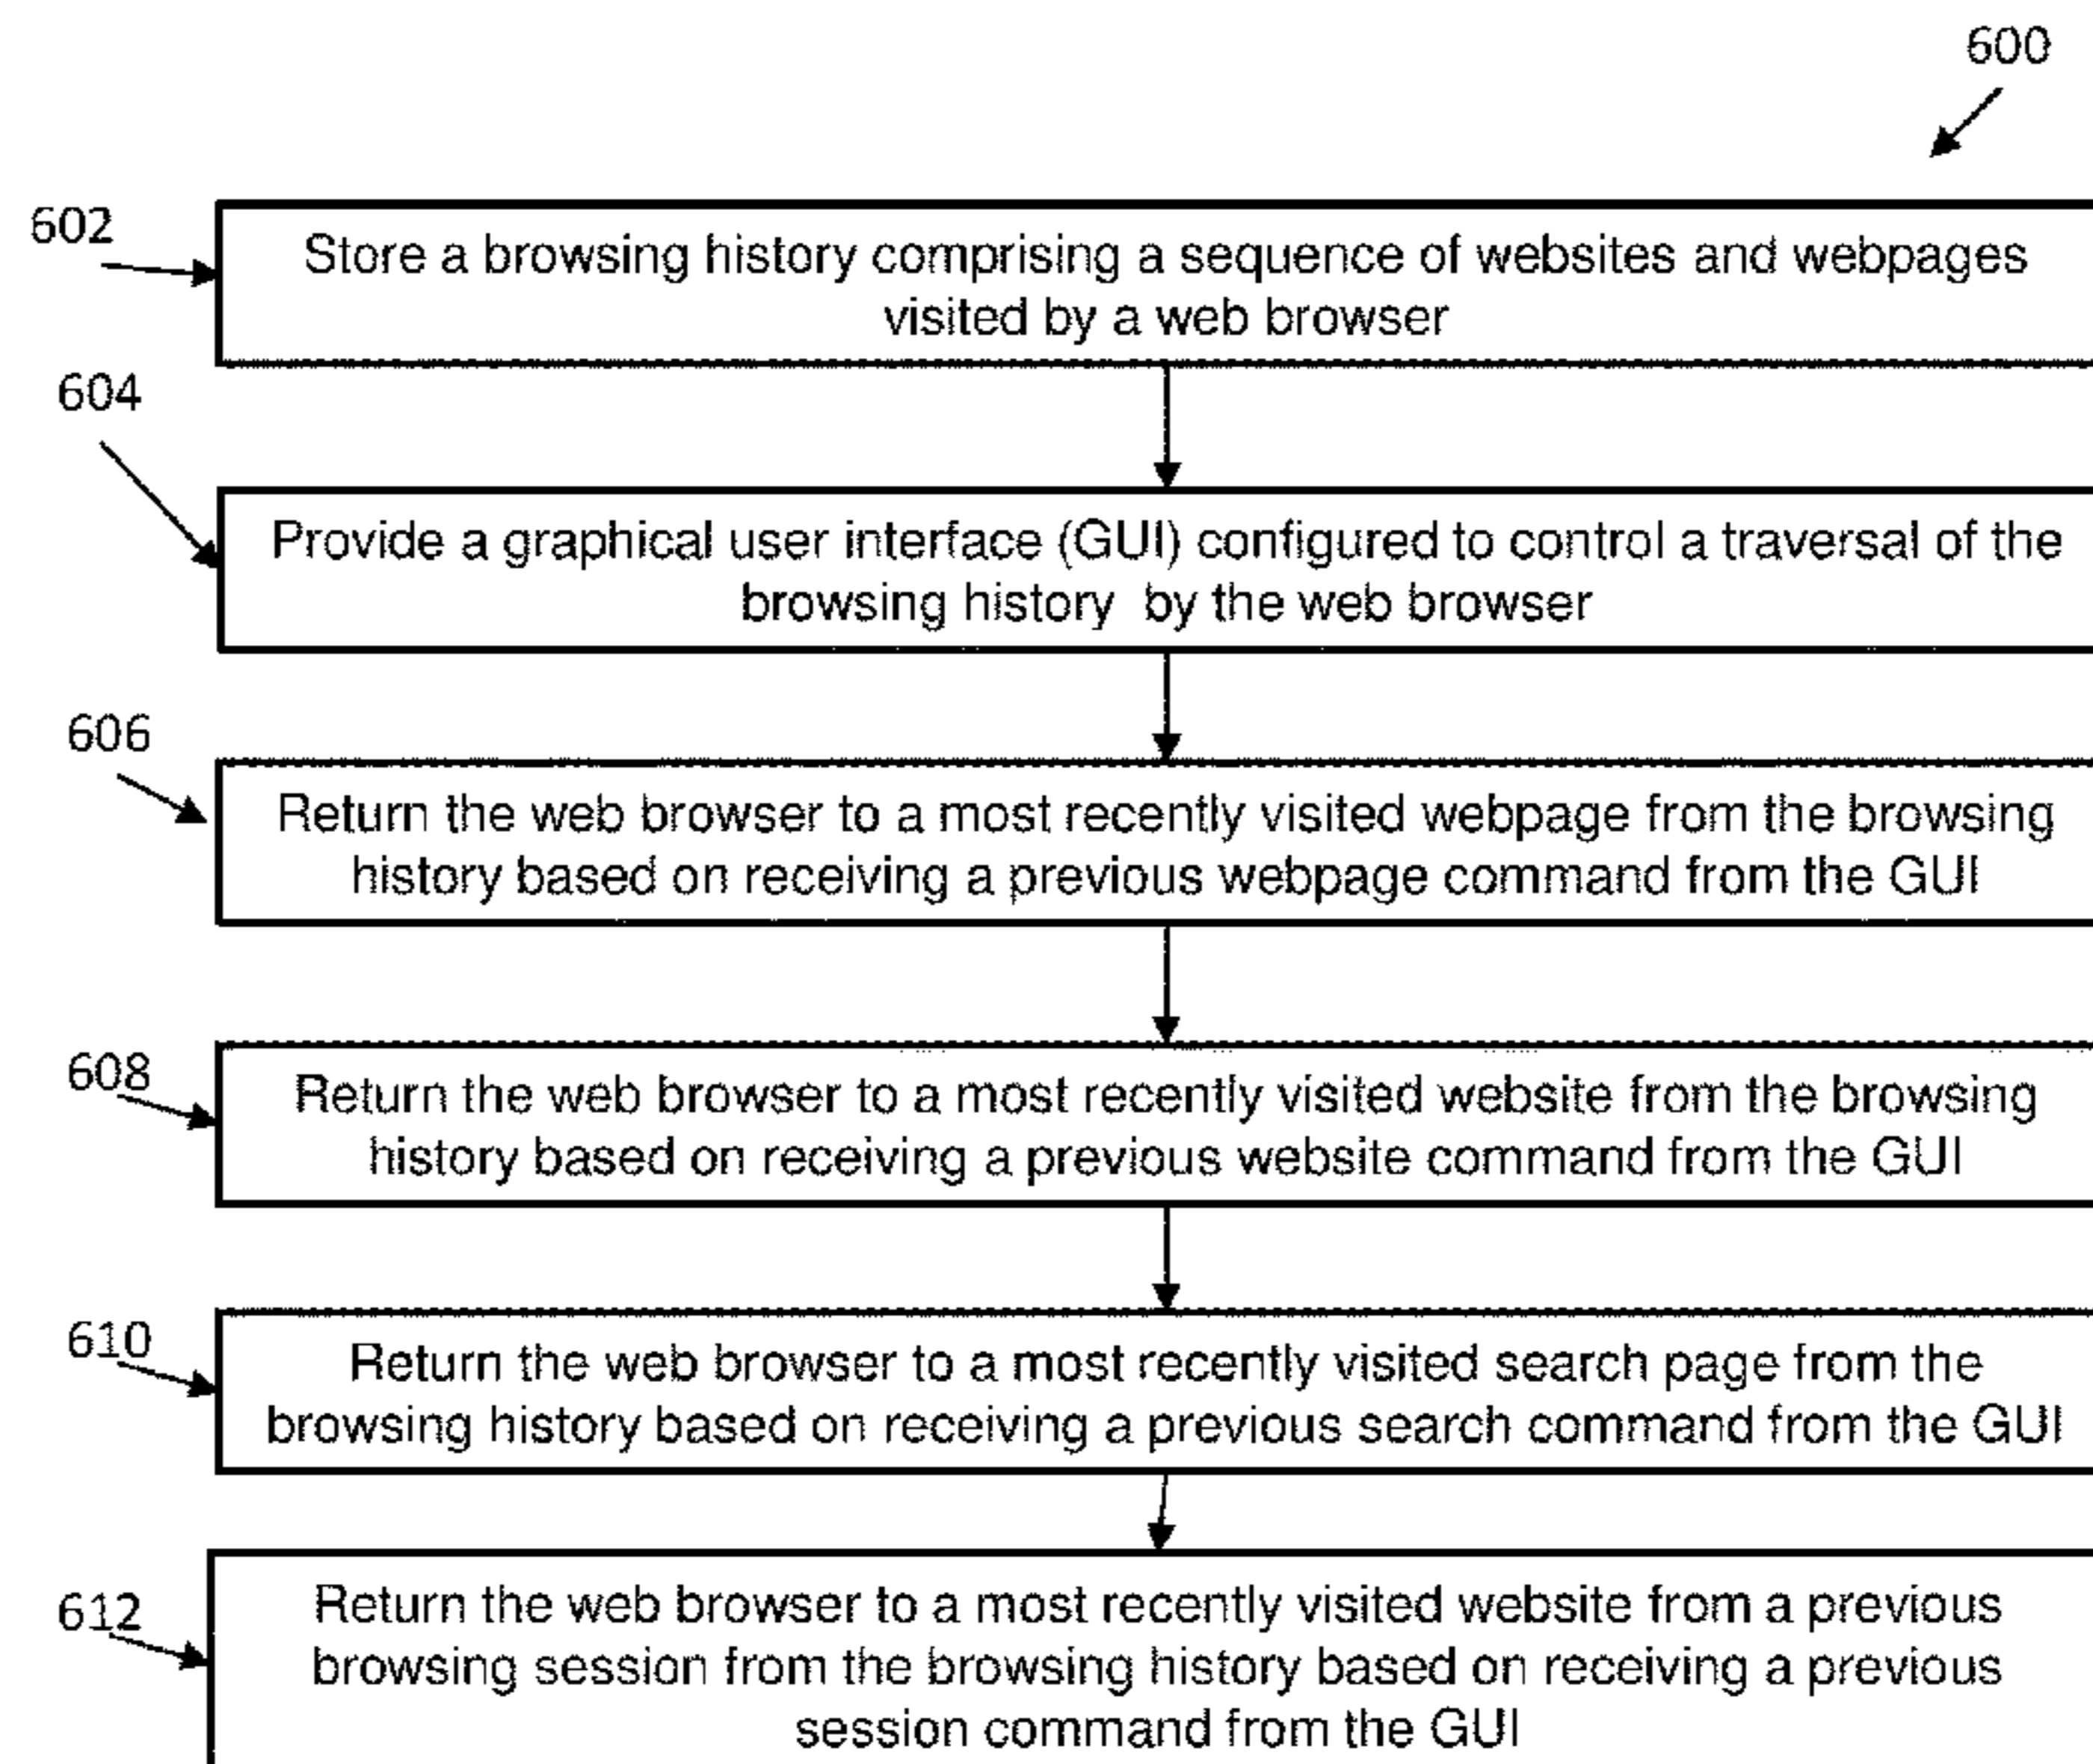 600
602
Store a browsing history comprising a sequence of websites and webpages
visited by a web browser
604
Provide a graphical user interface (GUI) configured to control a traversal of the
browsing history by the web browser
606
Return the web browser to a most recently visited webpage from the browsing
history based on receiving a previous webpage command from the GUI
608
Return the web browser to a most recently visited website from the browsing
history based on receiving a previous website command from the GUI
610
Return the web browser to a most recently visited search page from the
browsing history based on receiving a previous search command from the GUI
612
Return the web browser to a most recently visited website from a previous
browsing session from the browsing history based on receiving a previous
session command from the GUI